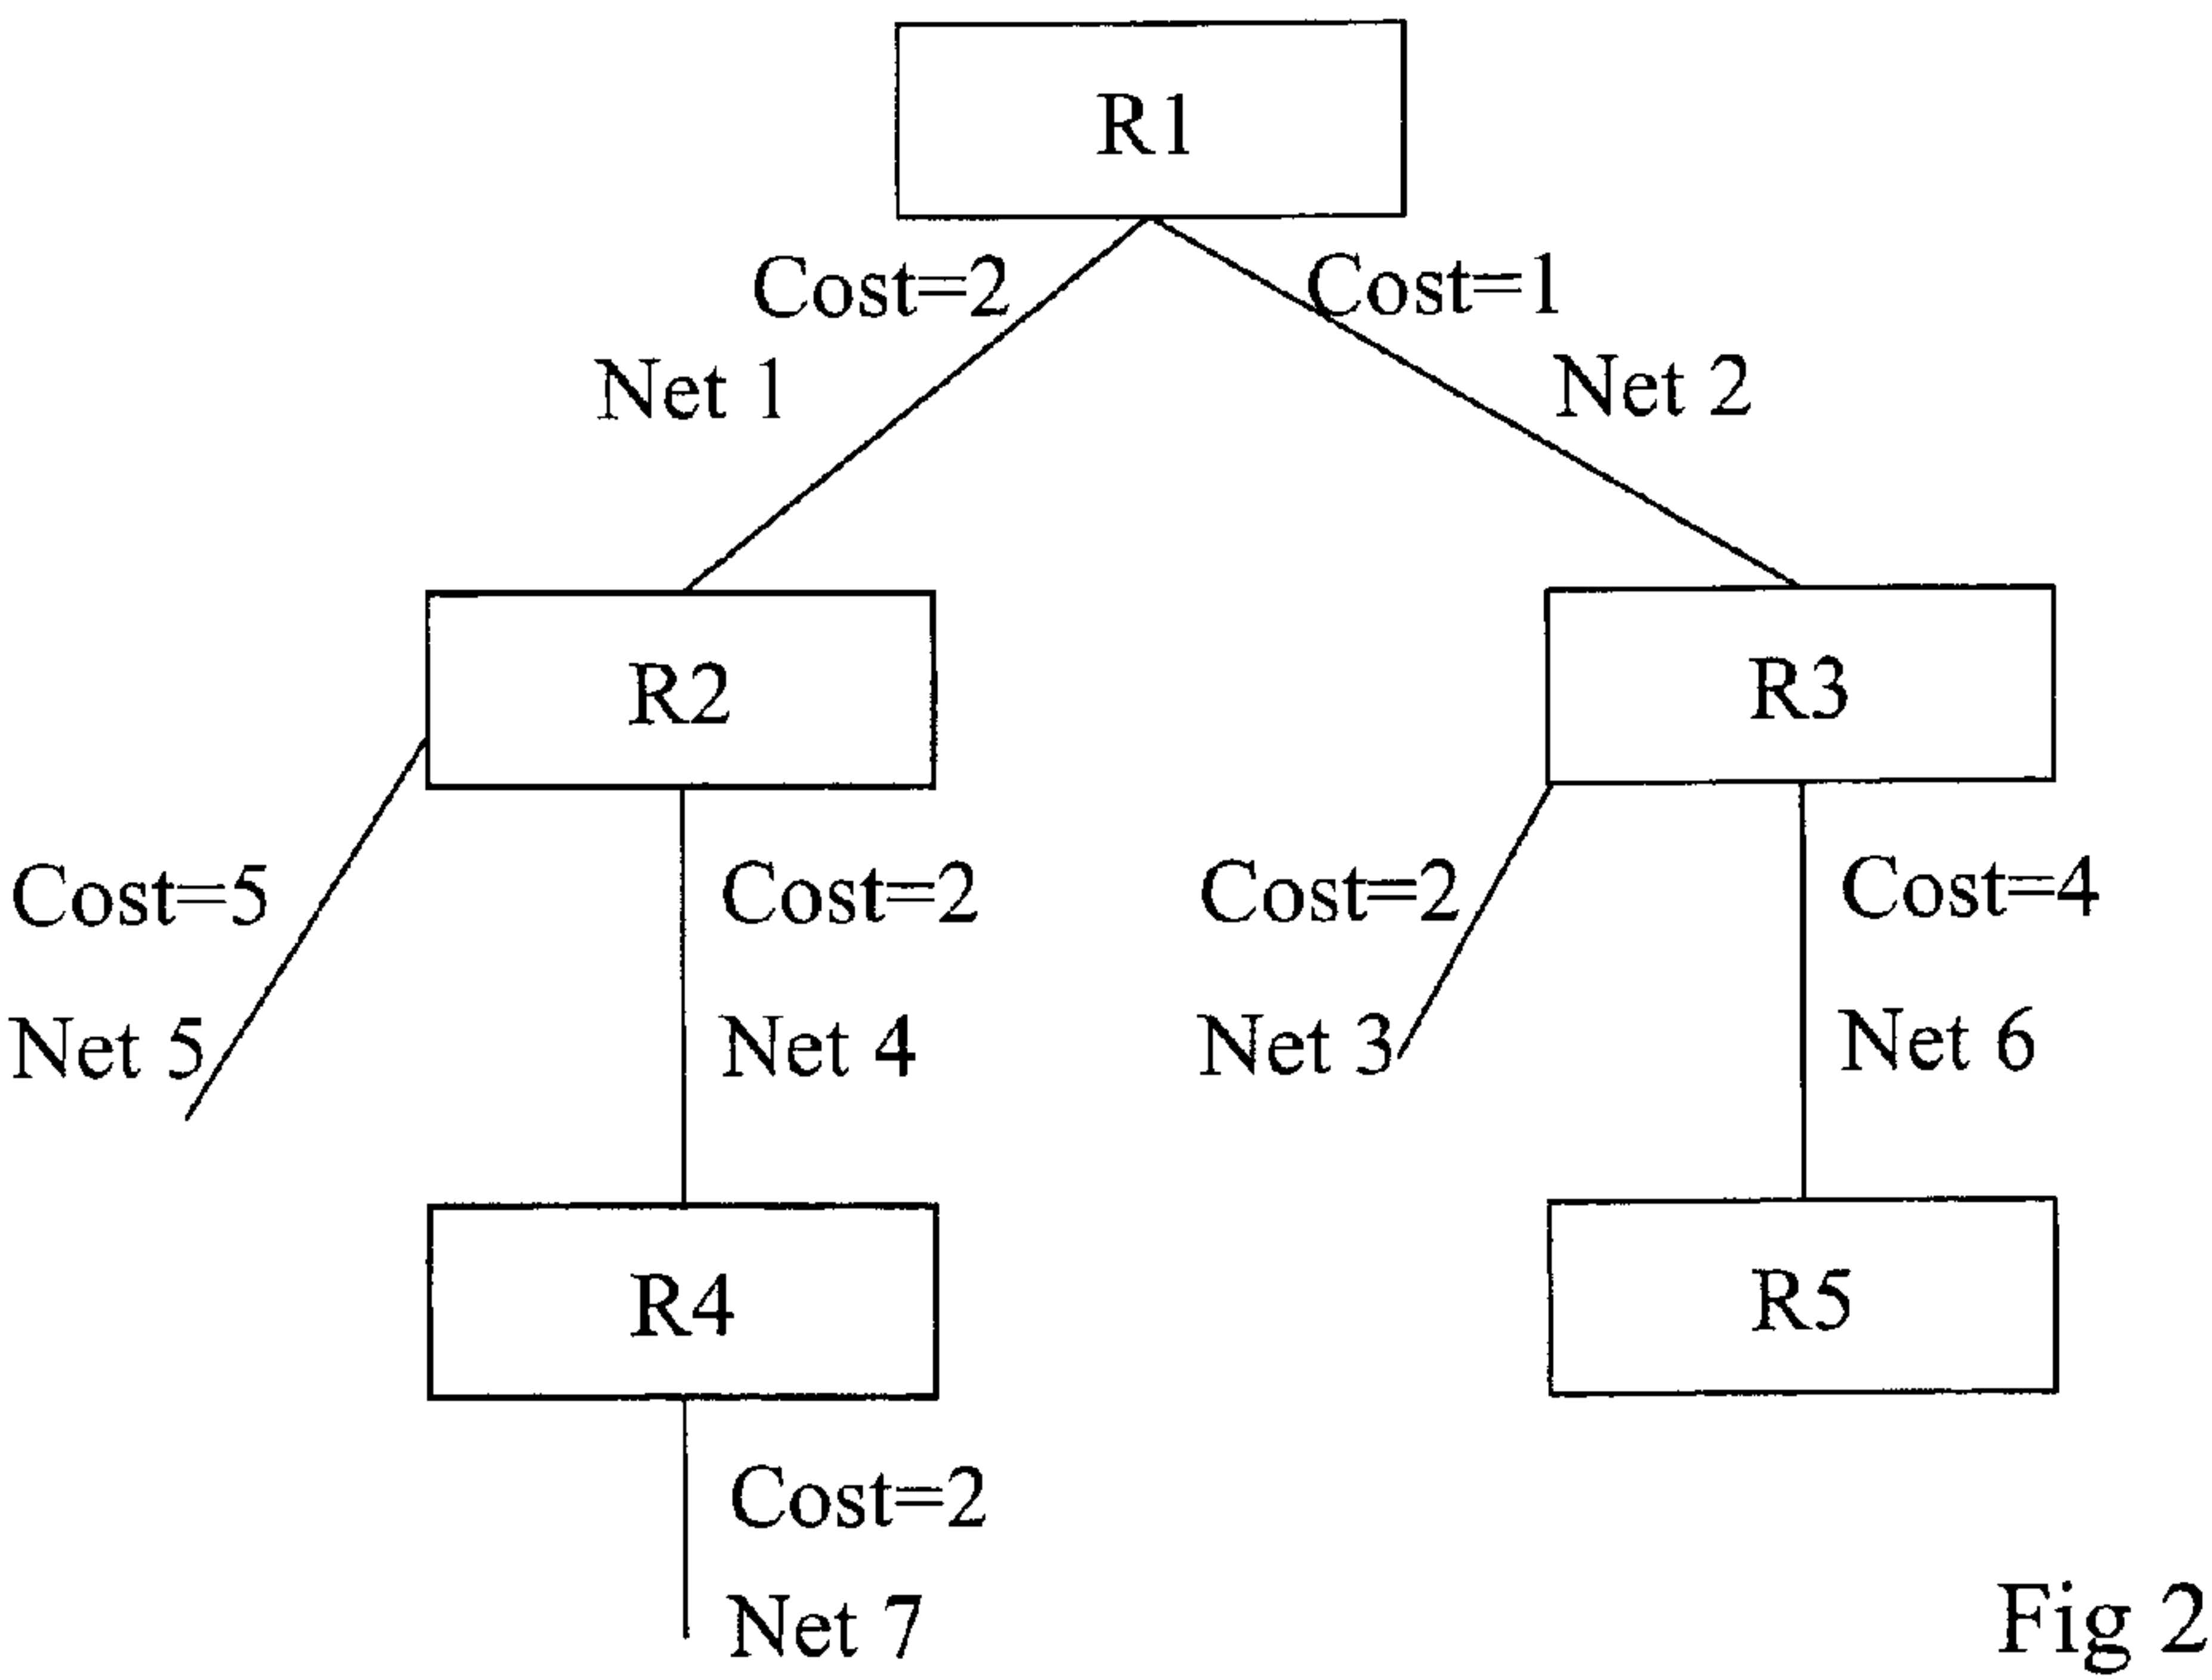 R1
Cost=2
Cost=1
Net 1
Net 2
R2
R3
Cost=5
Cost=2
Cost=2
Cost=4
Net 5
Net 4
Net 3
Net 6
R4
R5
Cost=2
Net 7
Fig 2